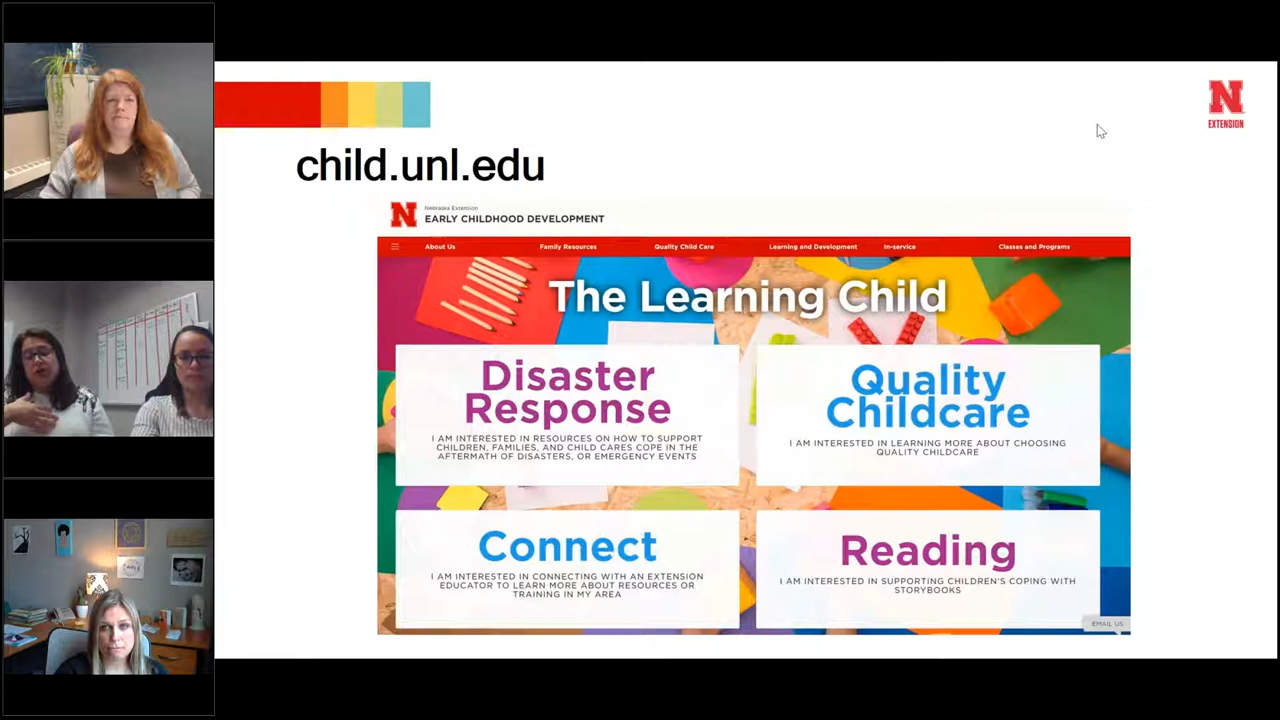 child.unl.edu
N
EXTENSION
N
Nebraska Extension
EARLY CHILDHOOD DEVELOPMENT
About Us Family Resources Quality Child Care Learning and Development In-service Classes and Programs
The Learning Child
Disaster
Response
I AM INTERESTED IN RESOURCES ON HOW TO SUPPORT
CHILDREN, FAMILIES, AND CHILD CARES COPE IN THE
AFTERMATH OF DISASTERS, OR EMERGENCY EVENTS
Quality
Childcare
I AM INTERESTED IN LEARNING MORE ABOUT CHOOSING
QUALITY CHILDCARE
Connect
I AM INTERESTED IN CONNECTING WITH AN EXTENSION
EDUCATOR TO LEARN MORE ABOUT RESOURCES OR
TRAINING IN MY AREA
Reading
I AM INTERESTED IN SUPPORTING CHILDREN'S COPING WITH
STORYBOOKS
EMAIL US